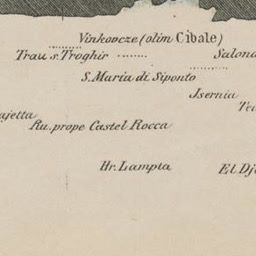 Vinkovcze (olim Cibale)
Trau s. Troghir Salona
S. Maria di Siponto
Isernia
ajetta
Ru. prope Castel Rocca
Hr. Lampta El Dj